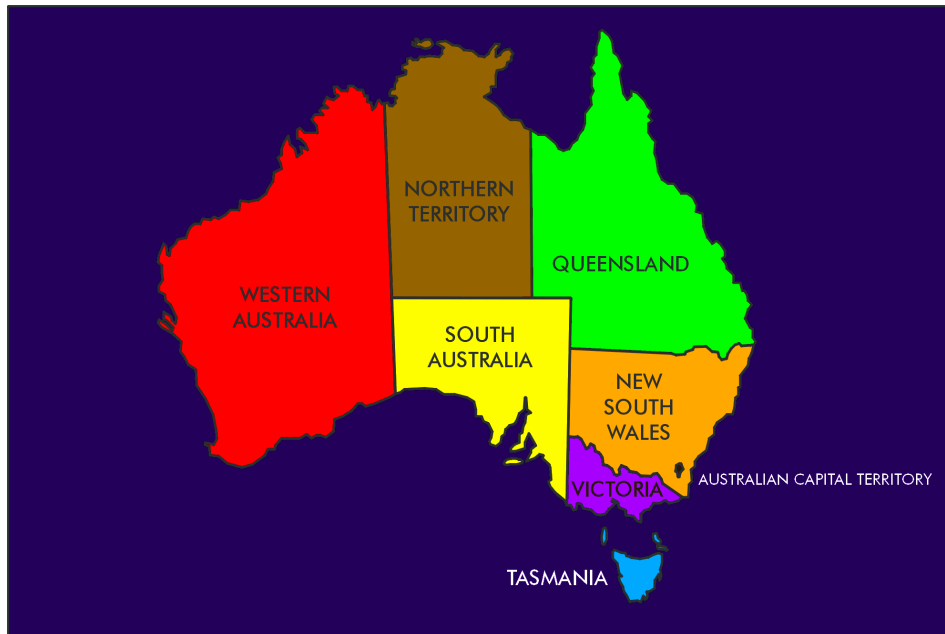 NORTHERN
TERRITORY
QUEENSLAND
WESTERN
AUSTRALIA
SOUTH
AUSTRALIA
NEW
SOUTH
WALES
AUSTRALIAN CAPITAL TERRITORY
VICTORIA
TASMANIA